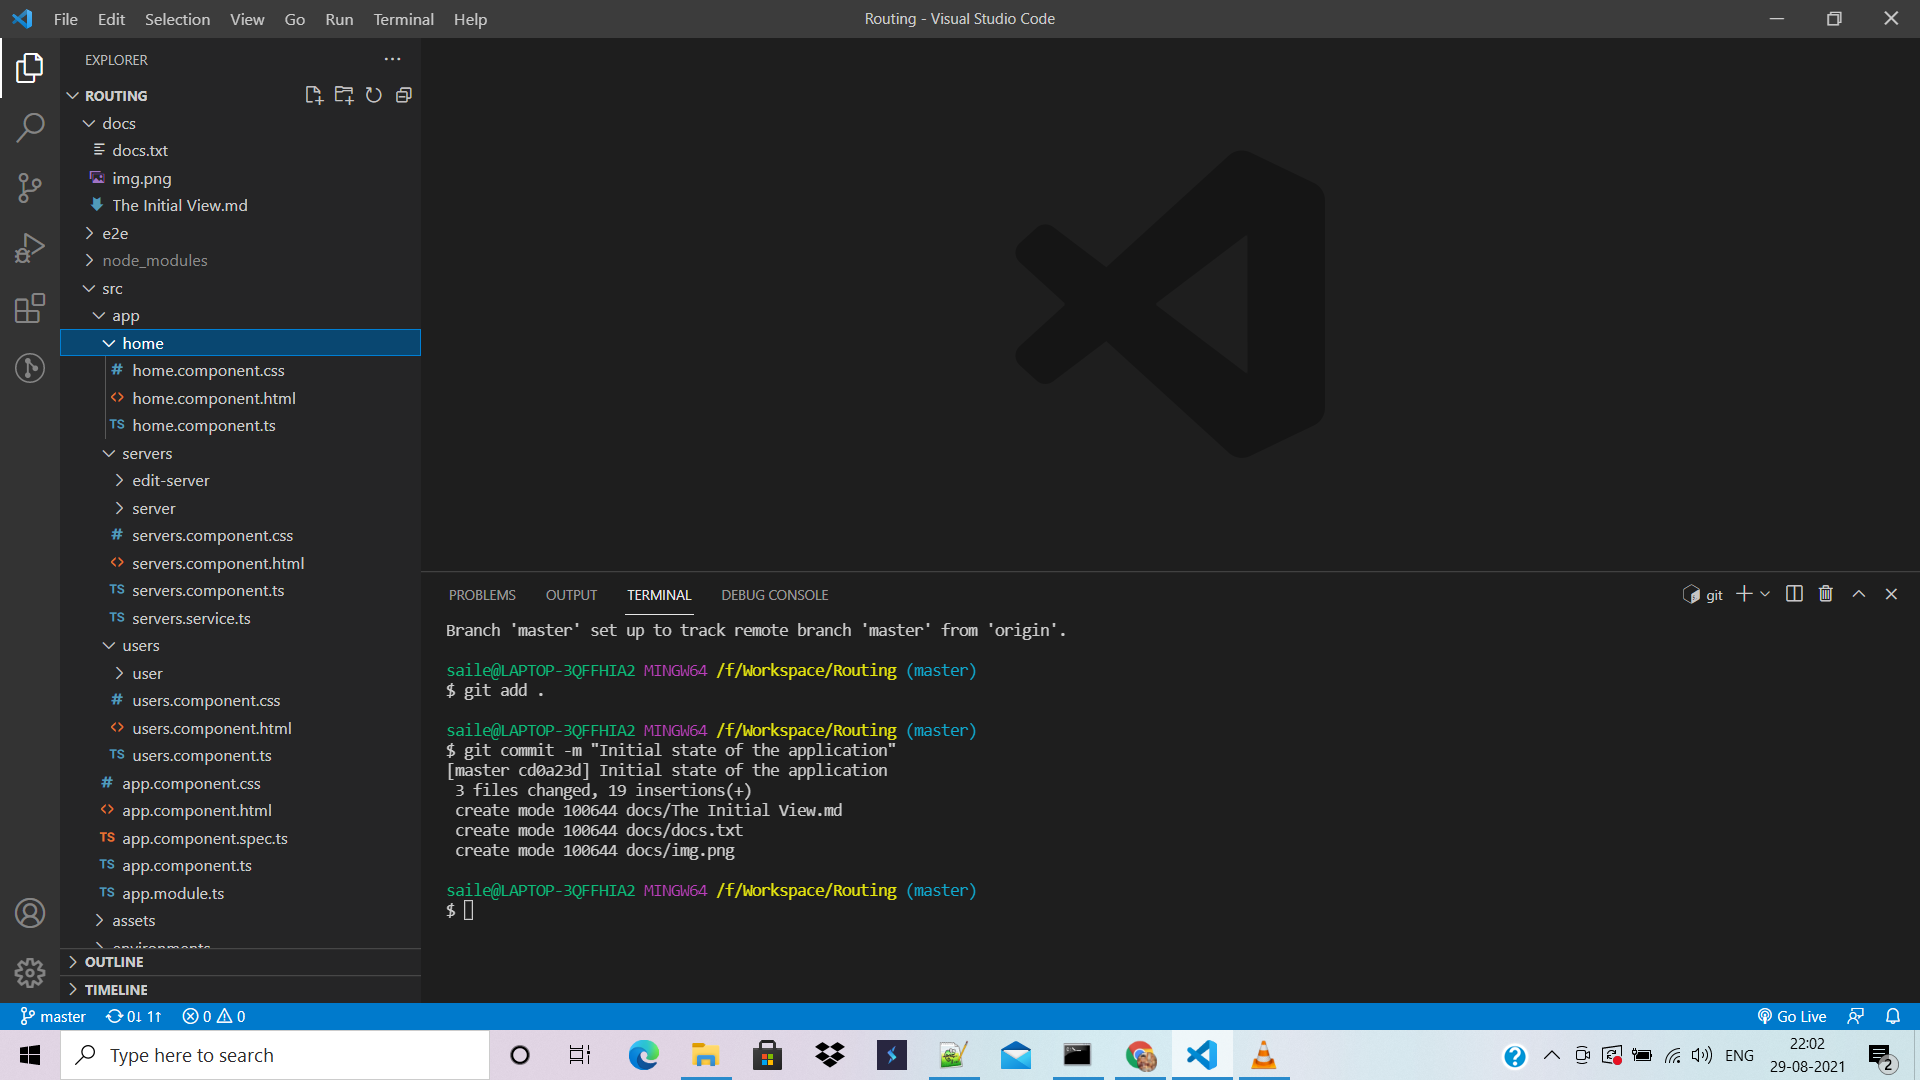 File Edit Selection View Go Run Terminal Help
Routing - Visual Studio Code
EXPLORER
ROUTING
docs
docs.txt
img.png
The Initial View.md
e2e
node_modules
src
app
home
# home.component.css
<> home.component.html
TS home.component.ts
servers
edit-server
server
# servers.component.css
<> servers.component.html
TS servers.component.ts
TS servers.service.ts
users
user
# users.component.css
<> users.component.html
TS users.component.ts
# app.component.css
<> app.component.html
TS app.component.spec.ts
TS app.component.ts
TS app.module.ts
assets
environments
OUTLINE
TIMELINE
PROBLEMS OUTPUT TERMINAL DEBUG CONSOLE
git
Branch 'master' set up to track remote branch 'master' from 'origin'.
saile@LAPTOP-3QFFHIA2 MINGW64 /f/Workspace/Routing (master)
$ git add .
saile@LAPTOP-3QFFHIA2 MINGW64 /f/Workspace/Routing (master)
$ git commit -m "Initial state of the application"
[master cd0a23d] Initial state of the application
3 files changed, 19 insertions(+)
create mode 100644 docs/The Initial View.md
create mode 100644 docs/docs.txt
create mode 100644 docs/img.png
saile@LAPTOP-3QFFHIA2 MINGW64 /f/Workspace/Routing (master)
$
master 0↓ 1↑ 0 0
Go Live
Type here to search
ENG
22:02
29-08-2021
2